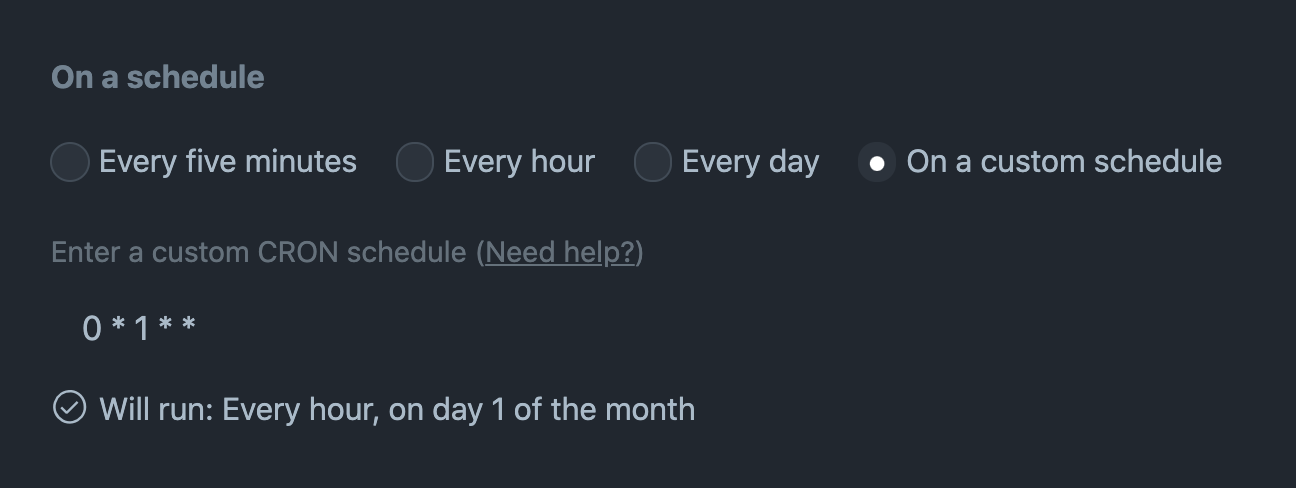 On a schedule
Every five minutes Every hour Every day On a custom schedule
Enter a custom CRON schedule (Need help?)
0 * 1 * *
Will run: Every hour, on day 1 of the month